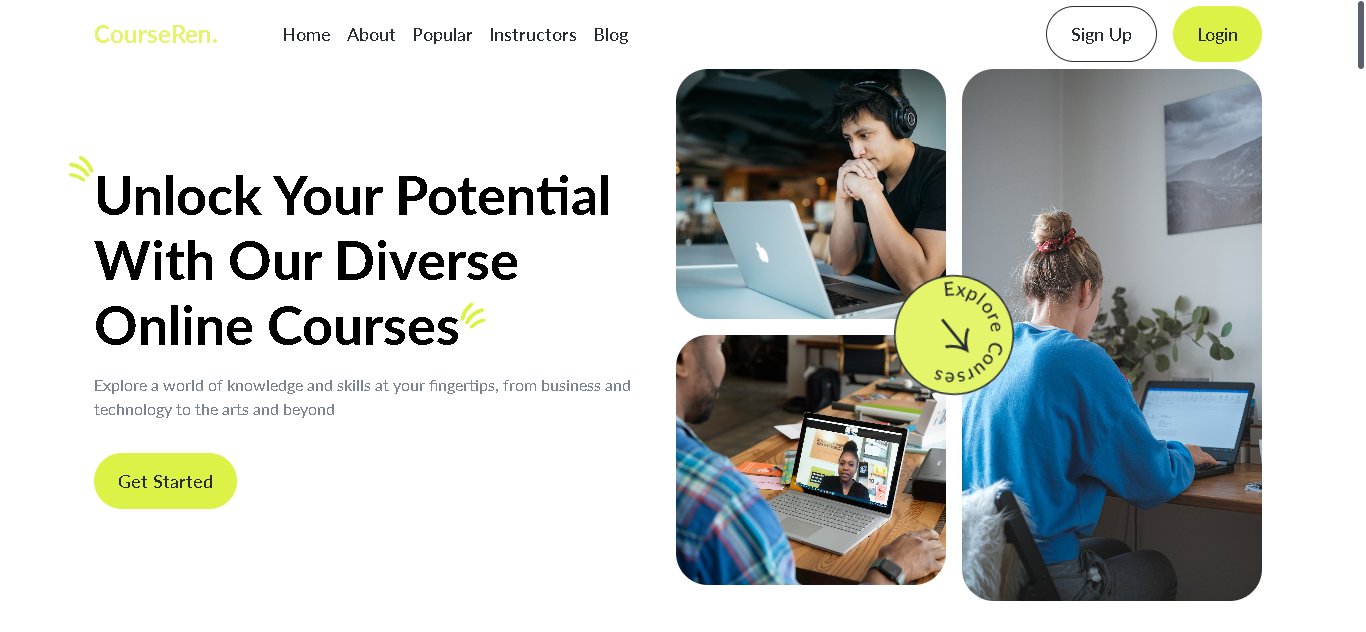 CourseRen.
Home About Popular Instructors Blog
Sign Up
Login
Unlock Your Potential
With Our Diverse
Online Courses
Explore a world of knowledge and skills at your fingertips, from business and
technology to the arts and beyond
Get Started
Explore Courses